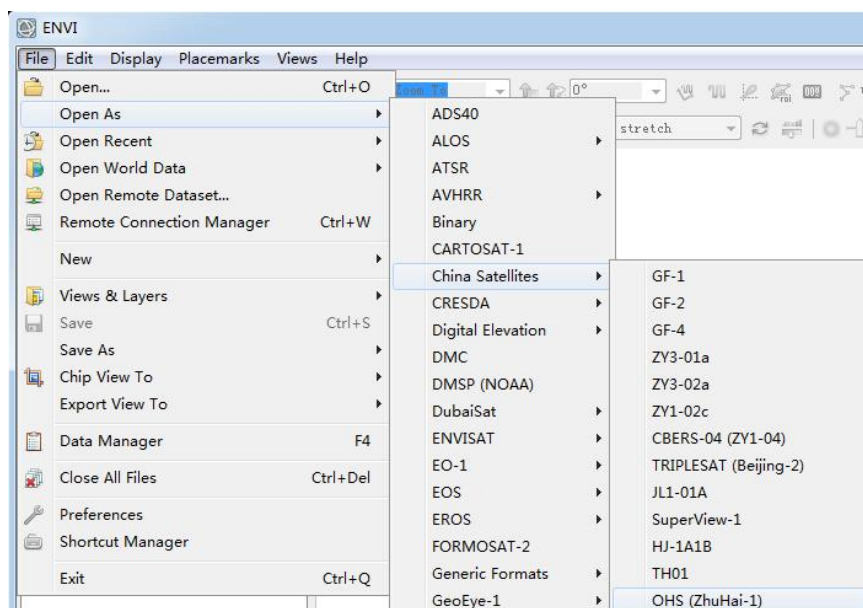 ENVI
File Edit Display Placemarks Views Help
Open... Ctrl+O
Open As
Open Recent
Open World Data
Open Remote Dataset...
Remote Connection Manager Ctrl+W
New
Views & Layers
Save Ctrl+S
Save As
Chip View To
Export View To
Data Manager F4
Close All Files Ctrl+Del
Preferences
Shortcut Manager
Exit Ctrl+Q
Zoom To 0°
stretch
ADS40
ALOS
ATSR
AVHRR
Binary
CARTOSAT-1
China Satellites
CRESDA
Digital Elevation
DMC
DMSP (NOAA)
DubaiSat
ENVISAT
EO-1
EOS
EROS
FORMOSAT-2
Generic Formats
GeoEye-1
GF-1
GF-2
GF-4
ZY3-01a
ZY3-02a
ZY1-02c
CBERS-04 (ZY1-04)
TRIPLESAT (Beijing-2)
JL1-01A
SuperView-1
HJ-1A1B
TH01
OHS (ZhuHai-1)